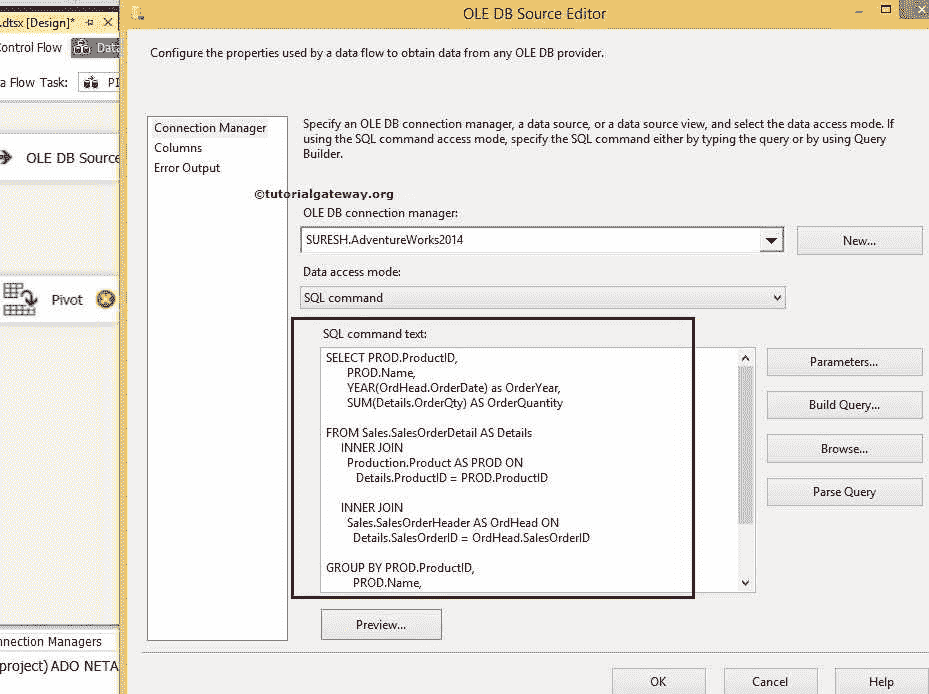 OLE DB Source Editor
.dtsx [Design]*
Control Flow
Data
a Flow Task:
PI
OLE DB Source
Pivot
nnection Managers
project) ADO NETA
Configure the properties used by a data flow to obtain data from any OLE DB provider.
Connection Manager
Columns
Error Output
Specify an OLE DB connection manager, a data source, or a data source view, and select the data access mode. If
using the SQL command access mode, specify the SQL command either by typing the query or by using Query
Builder.
©tutorialgateway.org
OLE DB connection manager:
SURESH.AdventureWorks2014
New...
Data access mode:
SQL command
SQL command text:
SELECT PROD.ProductID,
PROD.Name,
YEAR(OrdHead.OrderDate) as OrderYear,
SUM(Details.OrderQty) AS OrderQuantity
FROM Sales.SalesOrderDetail AS Details
INNER JOIN
Production.Product AS PROD ON
Details.ProductID = PROD.ProductID
INNER JOIN
Sales.SalesOrderHeader AS OrdHead ON
Details.SalesOrderID = OrdHead.SalesOrderID
GROUP BY PROD.ProductID,
PROD.Name,
Parameters...
Build Query...
Browse...
Parse Query
Preview...
OK
Cancel
Help